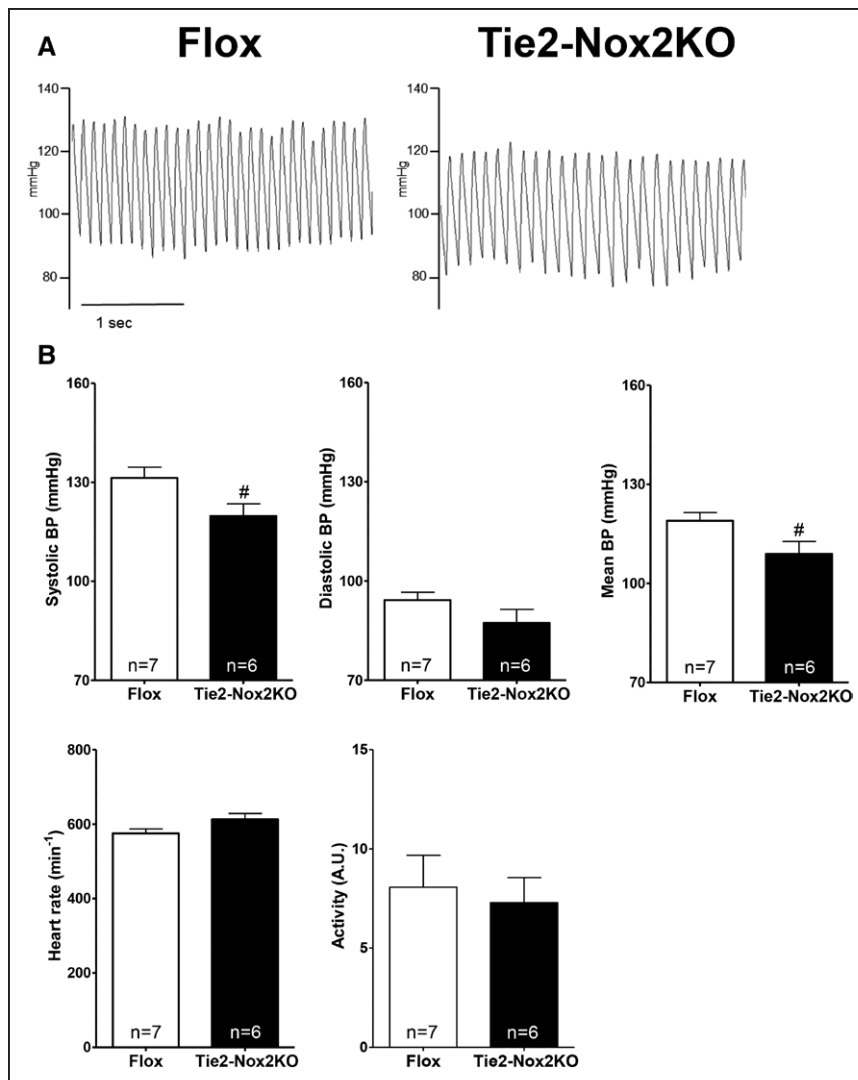 A
Flox
Tie2-Nox2KO
140
120
100
80
mmHg
1 sec
140
120
100
80
mmHg
B
160
130
100
70
Systolic BP (mmHg)
#
n=7
n=6
Flox
Tie2-Nox2KO
160
130
100
70
Diastolic BP (mmHg)
n=7
n=6
Flox
Tie2-Nox2KO
160
130
100
70
Mean BP (mmHg)
#
n=7
n=6
Flox
Tie2-Nox2KO
800
600
400
200
0
Heart rate (min⁻¹)
n=7
n=6
Flox
Tie2-Nox2KO
15
10
5
0
Activity (A.U.)
n=7
n=6
Flox
Tie2-Nox2KO